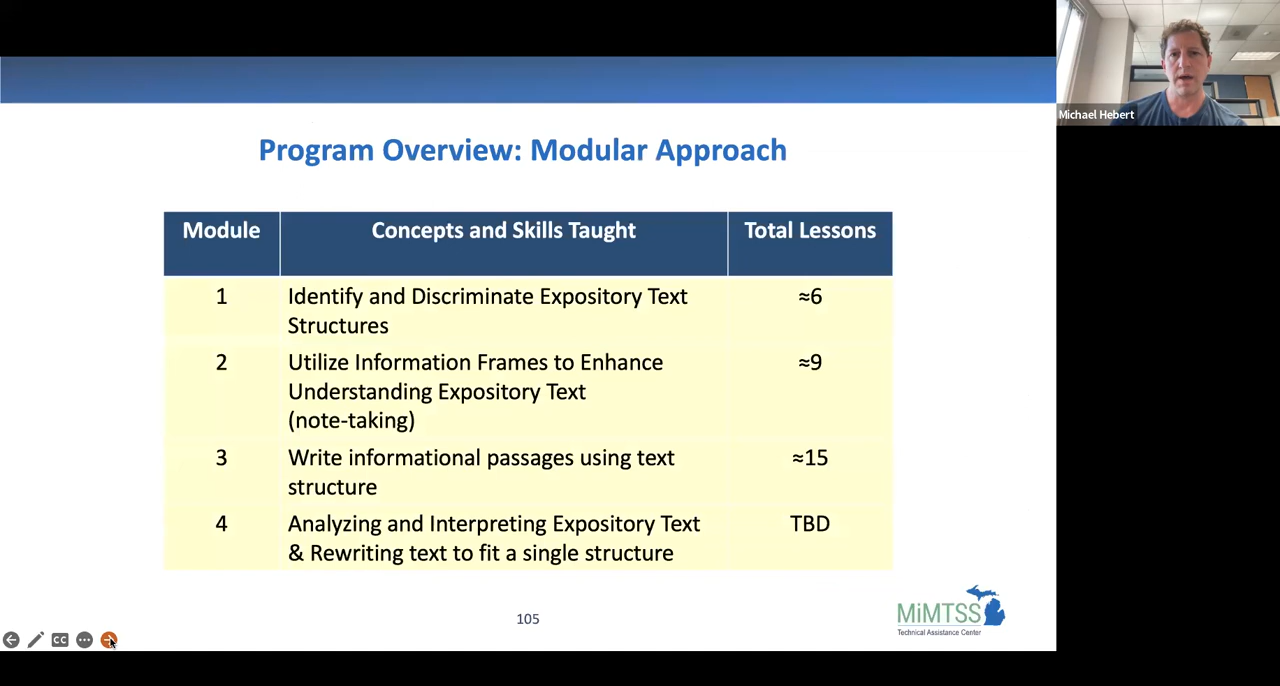 Michael Hebert
Program Overview: Modular Approach
Module Concepts and Skills Taught Total Lessons
1 Identify and Discriminate Expository Text ≈6
Structures
2 Utilize Information Frames to Enhance ≈9
Understanding Expository Text
(note-taking)
3 Write informational passages using text ≈15
structure
4 Analyzing and Interpreting Expository Text TBD
& Rewriting text to fit a single structure
105
MiMTSS
Technical Assistance Center
CC